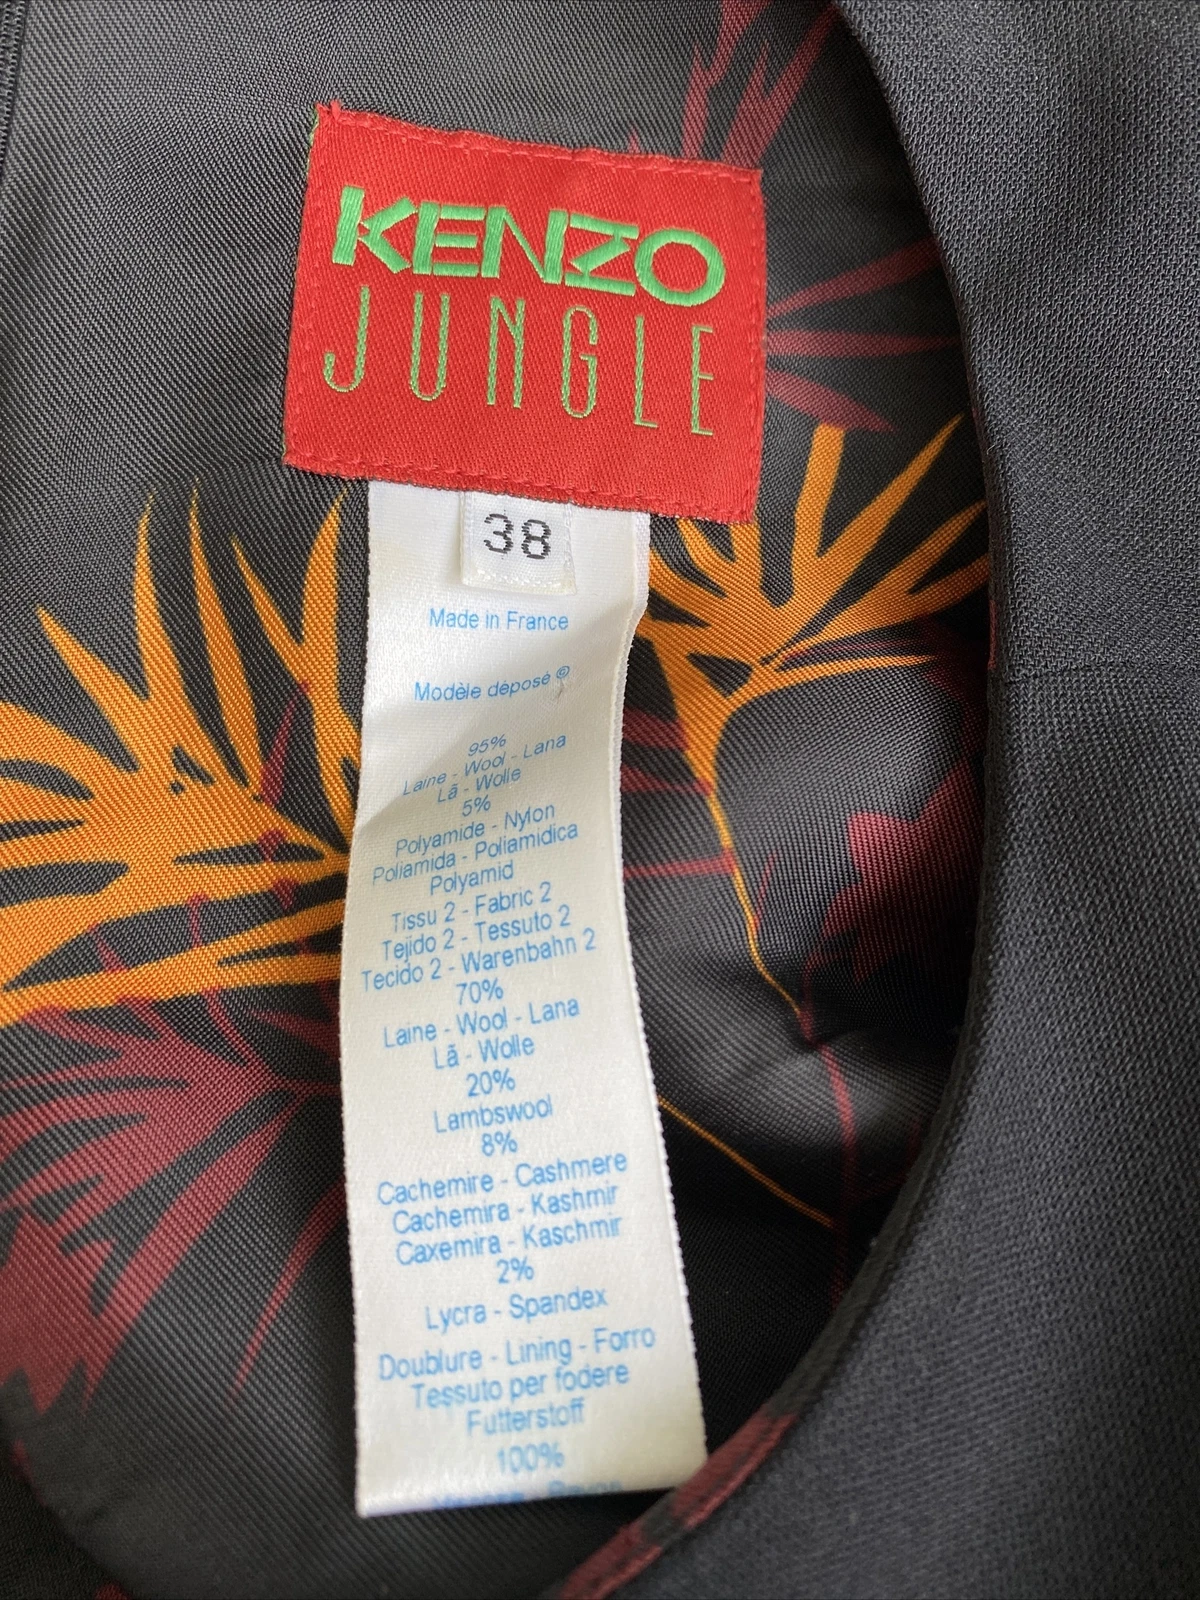 KENZO
JUNGLE
38
Made in France
Modèle déposé ©
95%
Laine - Wool - Lana
Lã - Wolle
5%
Polyamide - Nylon
Poliamida - Poliamidica
Polyamid
Tissu 2 - Fabric 2
Tejido 2 - Tessuto 2
Tecido 2 - Warenbahn 2
70%
Laine - Wool - Lana
Lã - Wolle
20%
Lambswool
8%
Cachemire - Cashmere
Cachemira - Kashmir
Caxemira - Kaschmir
2%
Lycra - Spandex
Doublure - Lining - Forro
Tessuto per fodere
Futterstoff
100%